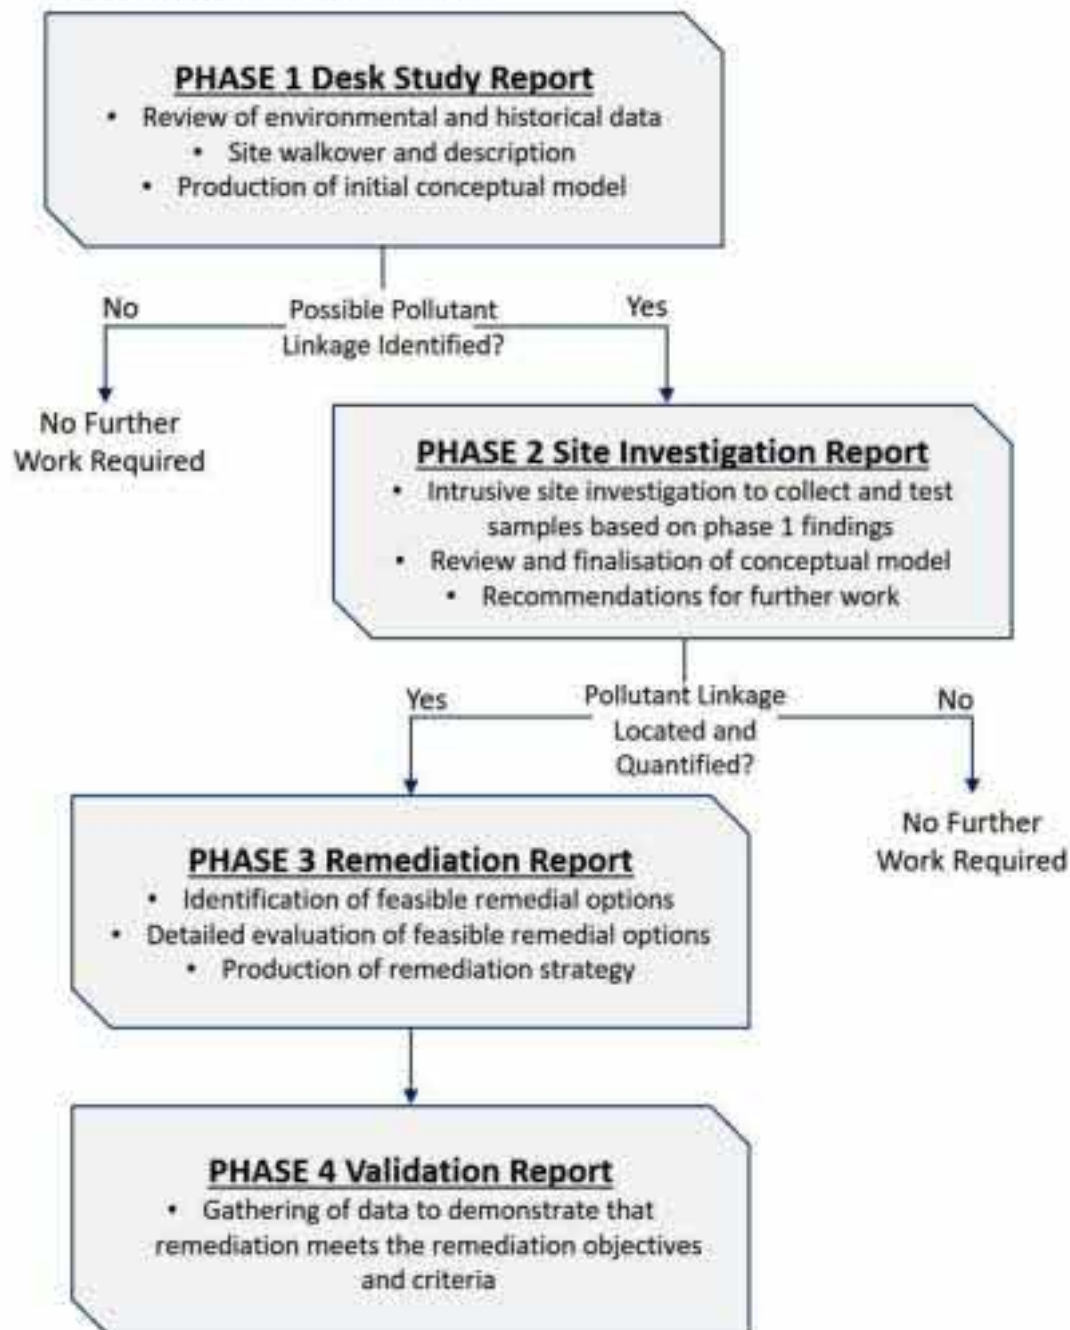 PHASE 1 Desk Study Report
• Review of environmental and historical data
• Site walkover and description
• Production of initial conceptual model
No
Possible Pollutant
Linkage Identified?
Yes
No Further
Work Required
PHASE 2 Site Investigation Report
• Intrusive site investigation to collect and test
samples based on phase 1 findings
• Review and finalisation of conceptual model
• Recommendations for further work
Yes
Pollutant Linkage
Located and
Quantified?
No
No Further
Work Required
PHASE 3 Remediation Report
• Identification of feasible remedial options
• Detailed evaluation of feasible remedial options
• Production of remediation strategy
PHASE 4 Validation Report
• Gathering of data to demonstrate that
remediation meets the remediation objectives
and criteria